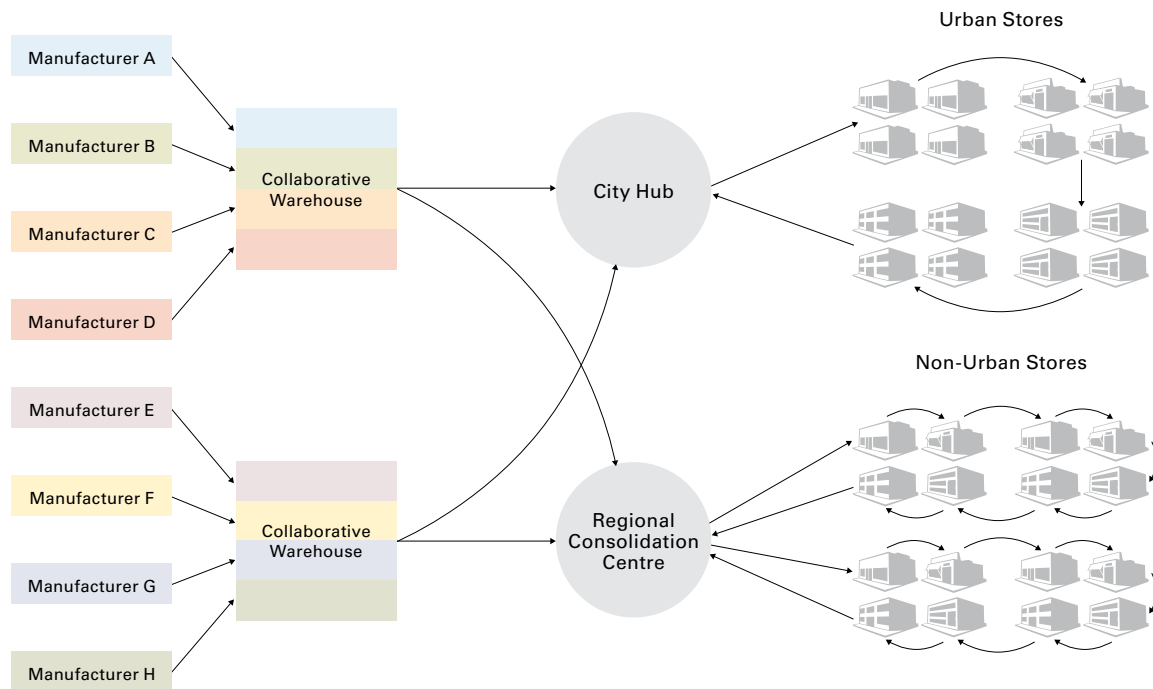 Urban Stores
Manufacturer A
Manufacturer B
Collaborative
Warehouse
City Hub
Manufacturer C
Manufacturer D
Non-Urban Stores
Manufacturer E
Manufacturer F
Collaborative
Warehouse
Regional
Consolidation
Centre
Manufacturer G
Manufacturer H